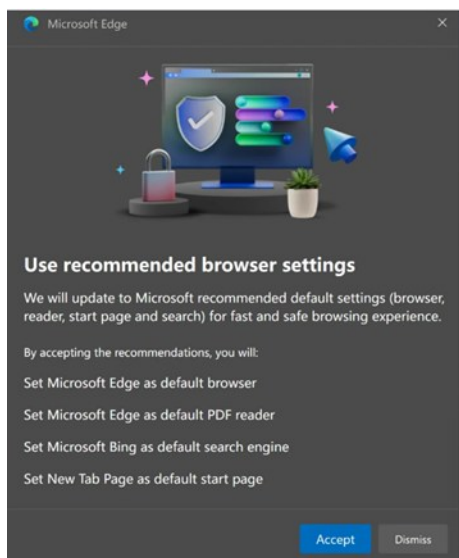 Microsoft Edge
Use recommended browser settings
We will update to Microsoft recommended default settings (browser,
reader, start page and search) for fast and safe browsing experience.
By accepting the recommendations, you will:
Set Microsoft Edge as default browser
Set Microsoft Edge as default PDF reader
Set Microsoft Bing as default search engine
Set New Tab Page as default start page
Accept Dismiss